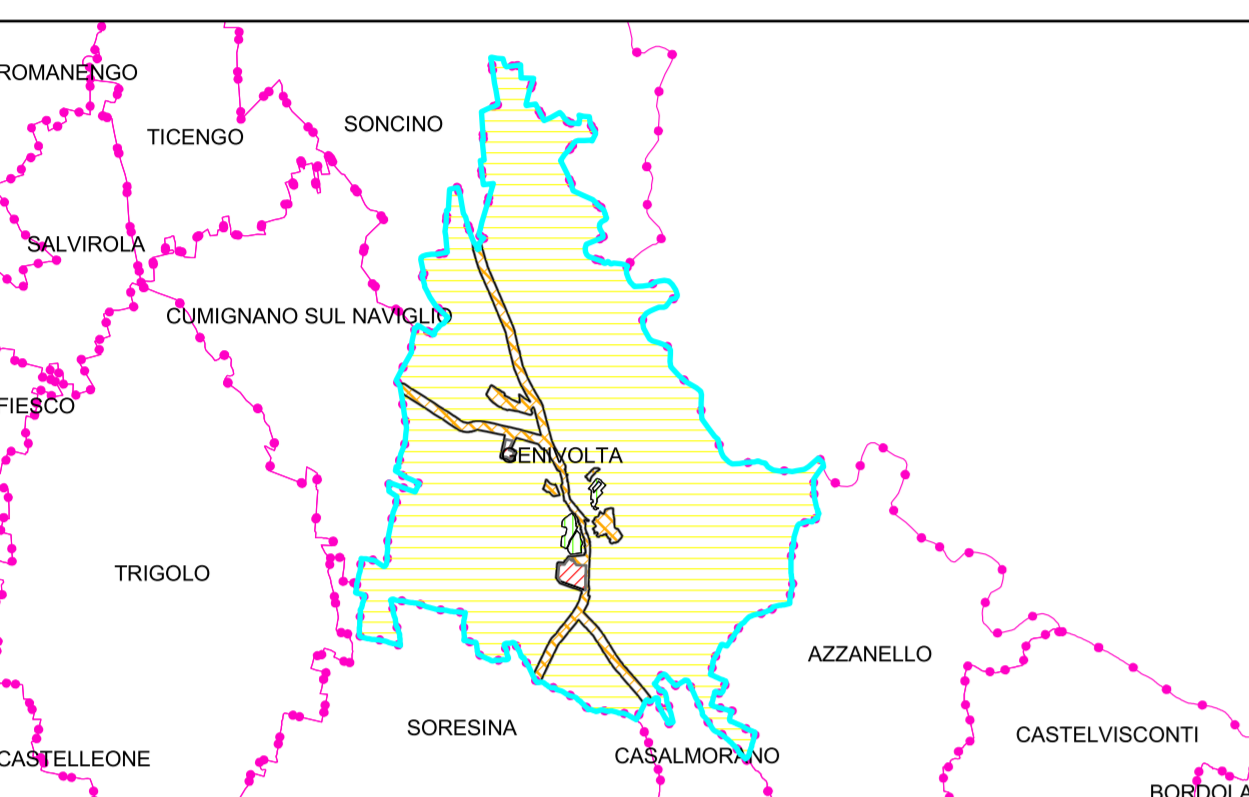 ROMANENGO
SONCINO
TICENGO
SALVIROLA
CUMIGNANO SUL NAVIGLIO
FIESCO
GENIVOLTA
TRIGOLO
AZZANELLO
SORESINA
CASTELVISCONTI
CASALMORANO
CASTELLEONE
BORDOLA